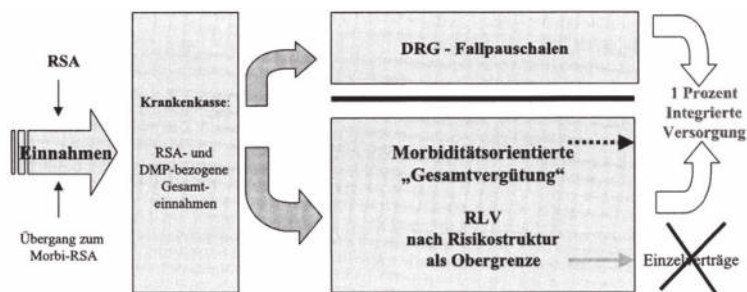 RSA
Einnahmen
Übergang zum
Morbi-RSA
Krankenkasse:
RSA- und
DMP-bezogene
Gesamt-
einnahmen
DRG - Fallpauschalen
Morbiditätsorientierte
„Gesamtvergütung“
RLV
nach Risikostruktur
als Obergrenze
1 Prozent
Integrierte
Versorgung
Einzelverträge